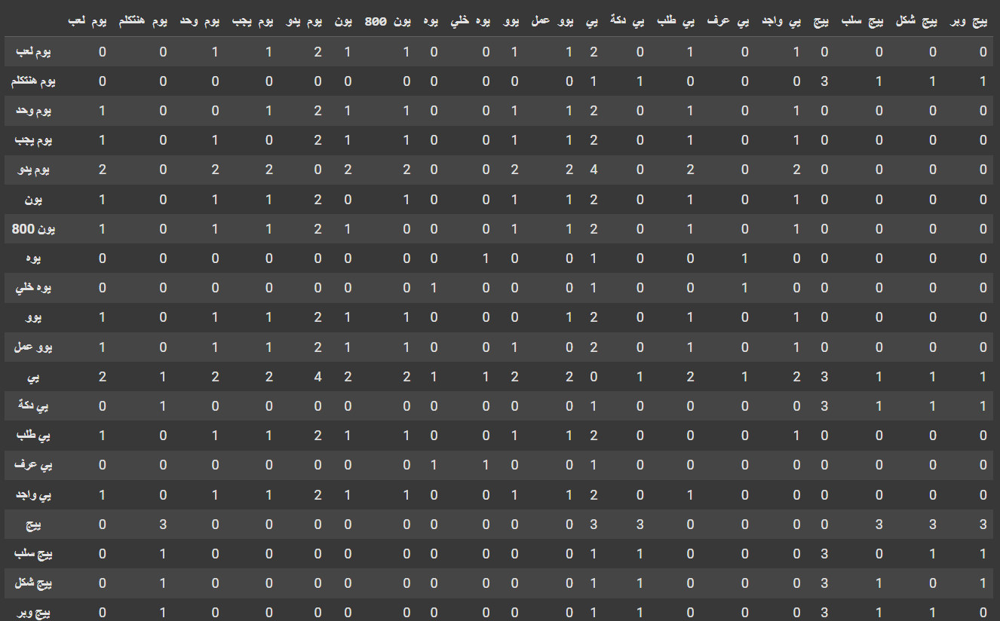 يوم لعب يوم هنتكلم يوم وحد يوم يجب يوم يدو يون يون 800 يوه يوه خلي يوو يوو عمل يي يي دكة يي طلب يي عرف يي واجد ييج ييج سلب ييج شكل ييج وبر
يوم لعب 0 0 1 1 2 1 1 0 0 1 1 2 0 1 0 1 0 0 0 0
يوم هنتكلم 0 0 0 0 0 0 0 0 0 0 0 1 1 0 0 0 3 1 1 1
يوم وحد 1 0 0 1 2 1 1 0 0 1 1 2 0 1 0 1 0 0 0 0
يوم يجب 1 0 1 0 2 1 1 0 0 1 1 2 0 1 0 1 0 0 0 0
يوم يدو 2 0 2 2 0 2 2 0 0 2 2 4 0 2 0 2 0 0 0 0
يون 1 0 1 1 2 0 1 0 0 1 1 2 0 1 0 1 0 0 0 0
يون 800 1 0 1 1 2 1 0 0 0 1 1 2 0 1 0 1 0 0 0 0
يوه 0 0 0 0 0 0 0 0 1 0 0 1 0 0 1 0 0 0 0 0
يوه خلي 0 0 0 0 0 0 0 1 0 0 0 1 0 0 1 0 0 0 0 0
يوو 1 0 1 1 2 1 1 0 0 0 1 2 0 1 0 1 0 0 0 0
يوو عمل 1 0 1 1 2 1 1 0 0 1 0 2 0 1 0 1 0 0 0 0
يي 2 1 2 2 4 2 2 1 1 2 2 0 1 2 1 2 3 1 1 1
يي دكة 0 1 0 0 0 0 0 0 0 0 0 1 0 0 0 0 3 1 1 1
يي طلب 1 0 1 1 2 1 1 0 0 1 1 2 0 0 0 1 0 0 0 0
يي عرف 0 0 0 0 0 0 0 1 1 0 0 1 0 0 0 0 0 0 0 0
يي واجد 1 0 1 1 2 1 1 0 0 1 1 2 0 1 0 0 0 0 0 0
ييج 0 3 0 0 0 0 0 0 0 0 0 3 3 0 0 0 0 3 3 3
ييج سلب 0 1 0 0 0 0 0 0 0 0 0 1 1 0 0 0 3 0 1 1
ييج شكل 0 1 0 0 0 0 0 0 0 0 0 1 1 0 0 0 3 1 0 1
ييج وبر 0 1 0 0 0 0 0 0 0 0 0 1 1 0 0 0 3 1 1 0